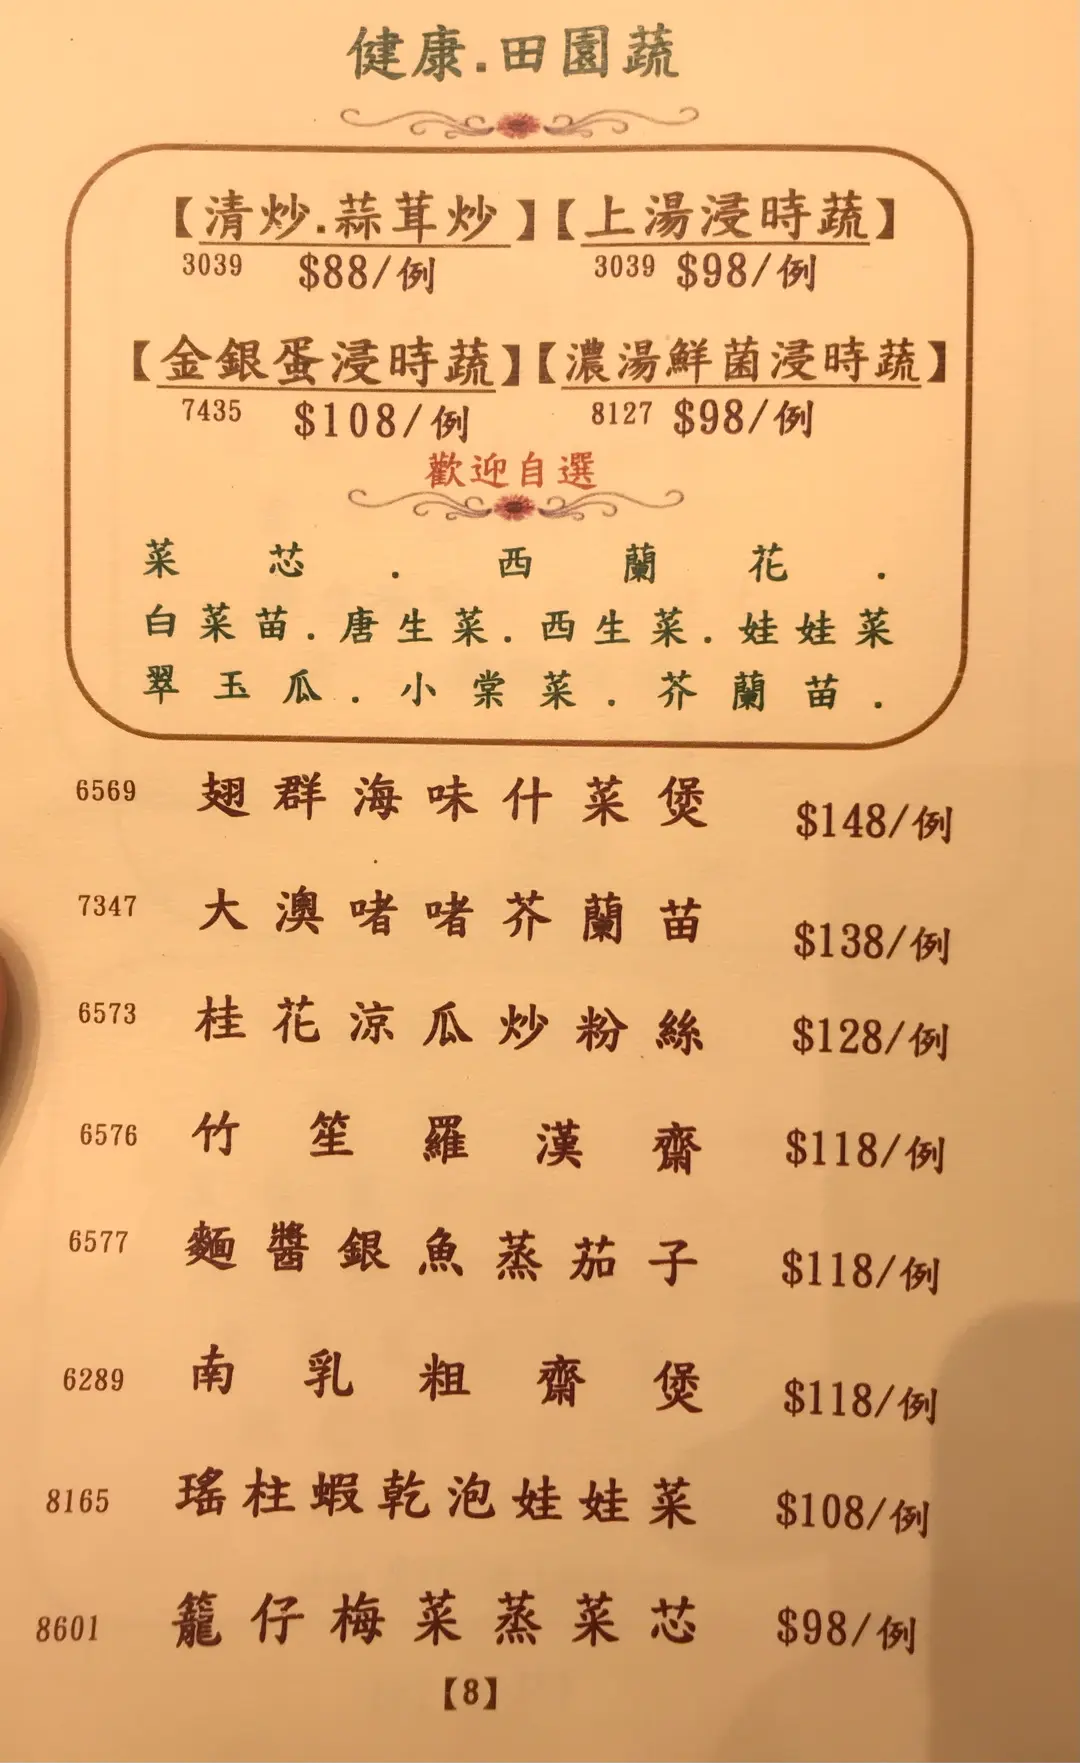 健康.田園蔬
【清炒.蒜茸炒】【上湯浸時蔬】
3039 $88/例 3039 $98/例
【金銀蛋浸時蔬】【濃湯鮮菌浸時蔬】
7435 $108/例 8127 $98/例
歡迎自選
菜芯.西蘭花.
白菜苗.唐生菜.西生菜.娃娃菜
翠玉瓜.小棠菜.芥蘭苗.
6569 翅群海味什菜煲 $148/例
7347 大澳啫啫芥蘭苗 $138/例
6573 桂花涼瓜炒粉絲 $128/例
6576 竹笙羅漢齋 $118/例
6577 麵醬銀魚蒸茄子 $118/例
6289 南乳粗齋煲 $118/例
8165 瑤柱蝦乾泡娃娃菜 $108/例
8601 籠仔梅菜蒸菜芯 $98/例
【8】